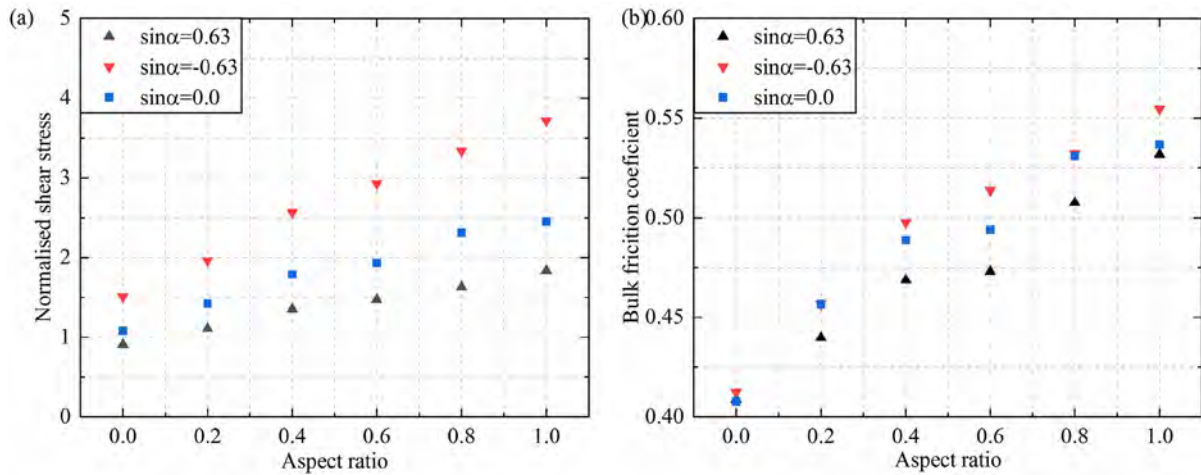 (a)
5
4
3
2
1
0
Normalised shear stress
sinα=0.63
sinα=-0.63
sinα=0.0
0.0 0.2 0.4 0.6 0.8 1.0
Aspect ratio
(b)
0.60
0.55
0.50
0.45
0.40
Bulk fricition coeficient
sinα=0.63
sinα=-0.63
sinα=0.0
0.0 0.2 0.4 0.6 0.8 1.0
Aspect ratio